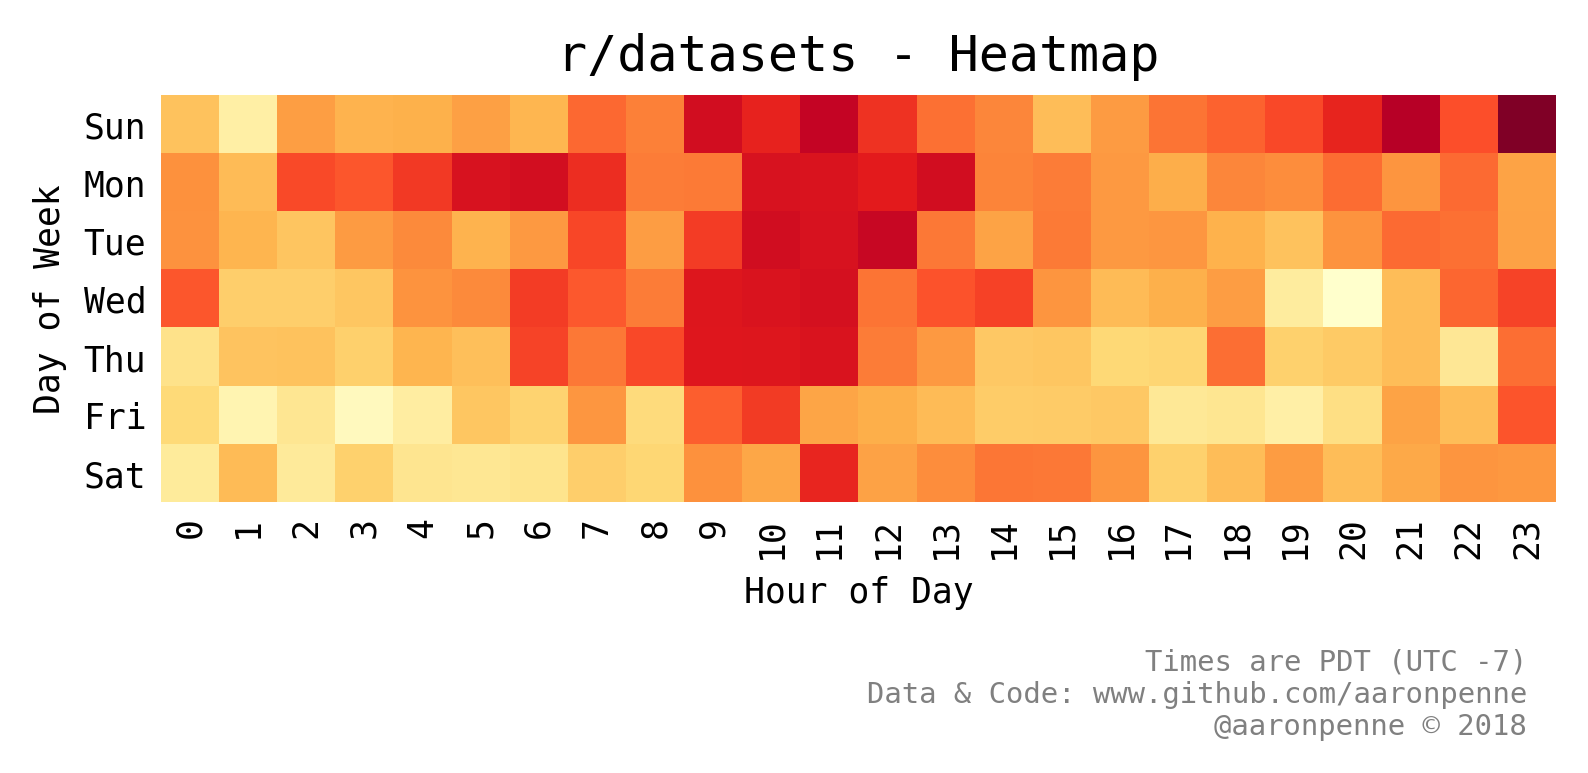 r/datasets - Heatmap
Day of Week
Sun
Mon
Tue
Wed
Thu
Fri
Sat
0 1 2 3 4 5 6 7 8 9 10 11 12 13 14 15 16 17 18 19 20 21 22 23
Hour of Day
Times are PDT (UTC -7)
Data & Code: www.github.com/aaronpenne
@aaronpenne © 2018